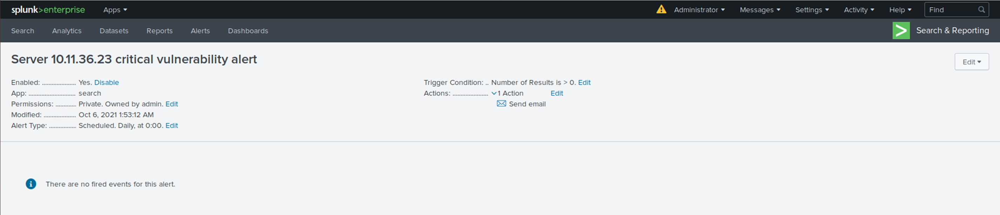 splunk>enterprise Apps Administrator Messages Settings Activity Help Find
Search Analytics Datasets Reports Alerts Dashboards Search & Reporting
Server 10.11.36.23 critical vulnerability alert
Edit
Enabled: ..................... Yes. Disable
App: ............................. search
Permissions: ............. Private. Owned by admin. Edit
Modified: .................... Oct 6, 2021 1:53:12 AM
Alert Type: ................. Scheduled. Daily, at 0:00. Edit
Trigger Condition: .. Number of Results is > 0. Edit
Actions: ...................... 1 Action Edit
Send email
There are no fired events for this alert.